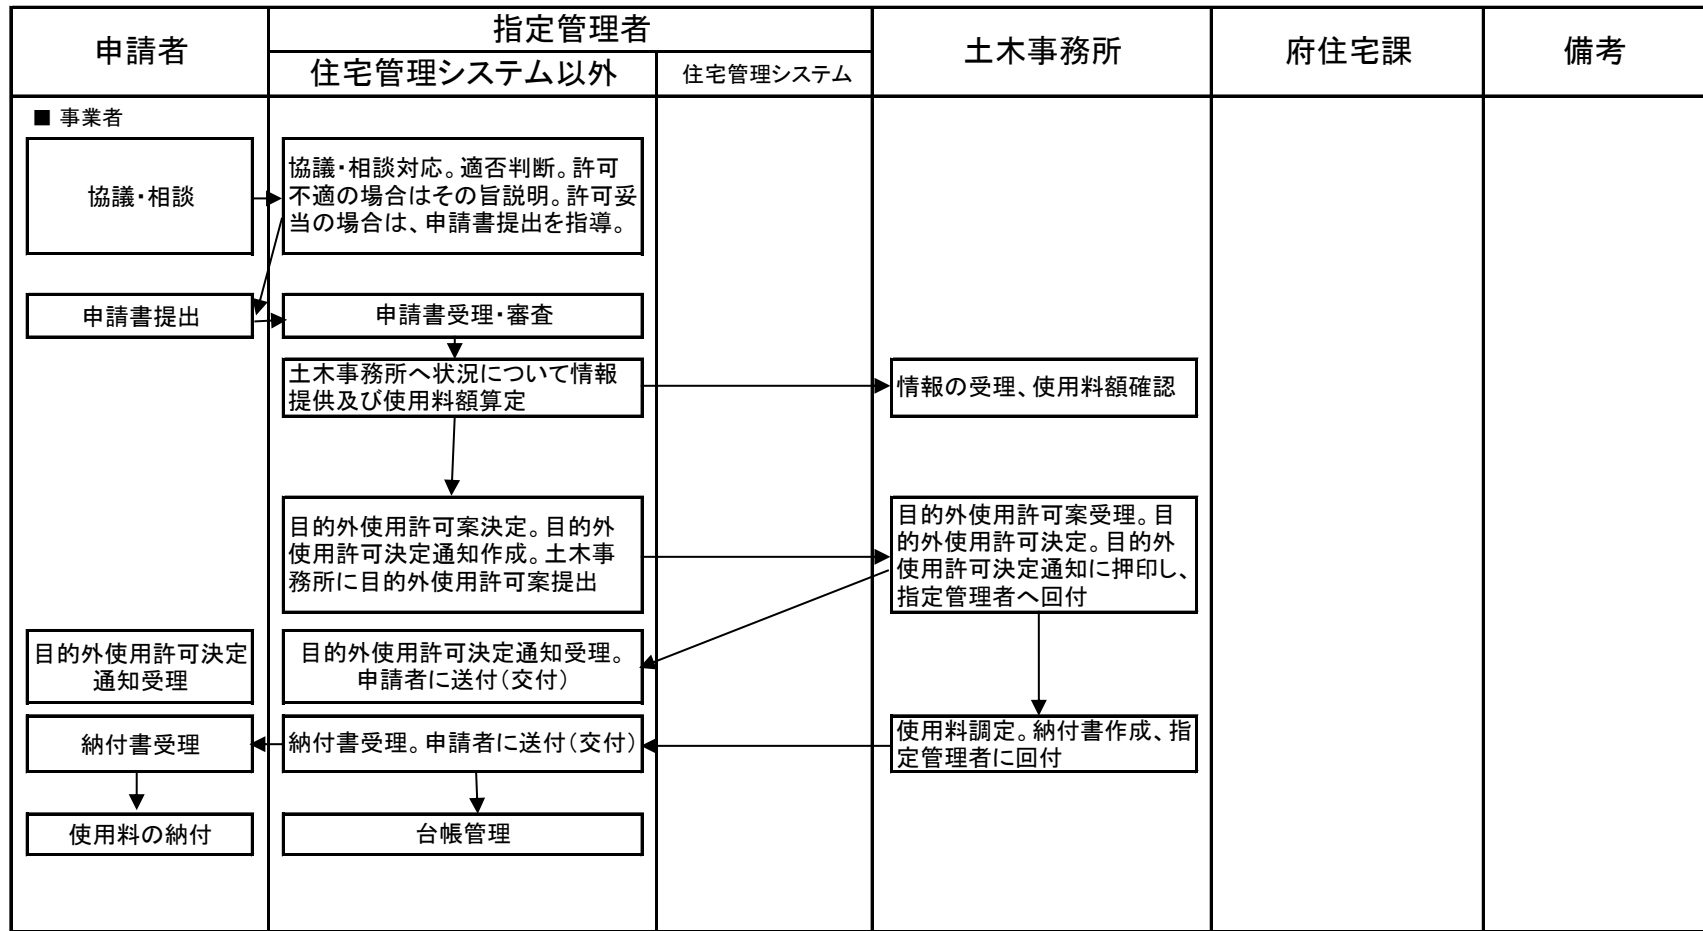 申請者
指定管理者
住宅管理システム以外
住宅管理システム
土木事務所
府住宅課
備考
■ 事業者
協議・相談
協議・相談対応。適否判断。許可
不適の場合はその旨説明。許可妥
当の場合は、申請書提出を指導。
申請書提出
申請書受理・審査
土木事務所へ状況について情報
提供及び使用料額算定
情報の受理、使用料額確認
目的外使用許可案決定。目的外
使用許可決定通知作成。土木事
務所に目的外使用許可案提出
目的外使用許可案受理。目
的外使用許可決定。目的外
使用許可決定通知に押印し、
指定管理者へ回付
目的外使用許可決定
通知受理
目的外使用許可決定通知受理。
申請者に送付（交付）
納付書受理
納付書受理。申請者に送付（交付）
使用料調定。納付書作成、指
定管理者に回付
使用料の納付
台帳管理